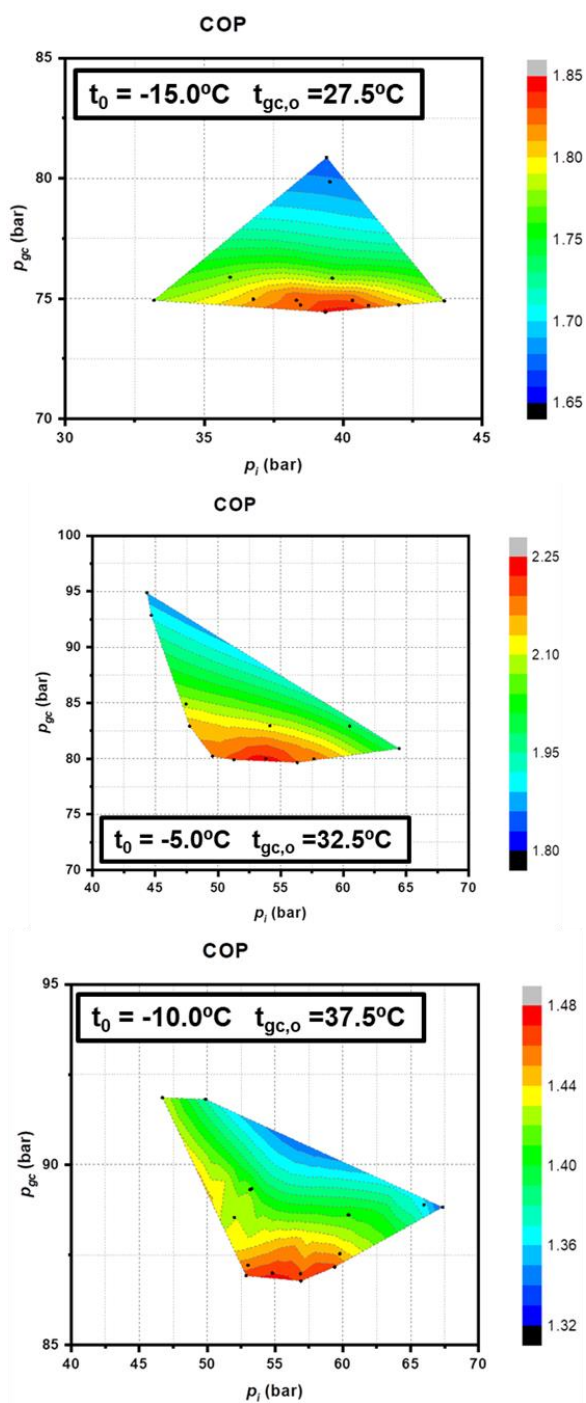 COP
85
t0 = -15.0ºC tgc,o =27.5ºC
80
75
70
30 35 40 45
pgc (bar)
pi (bar)
1.85
1.80
1.75
1.70
1.65
COP
100
95
90
85
80
75
70
t0 = -5.0ºC tgc,o =32.5ºC
40 45 50 55 60 65 70
pgc (bar)
pi (bar)
2.25
2.10
1.95
1.80
COP
95
t0 = -10.0ºC tgc,o =37.5ºC
90
85
40 45 50 55 60 65 70
pgc (bar)
pi (bar)
1.48
1.44
1.40
1.36
1.32